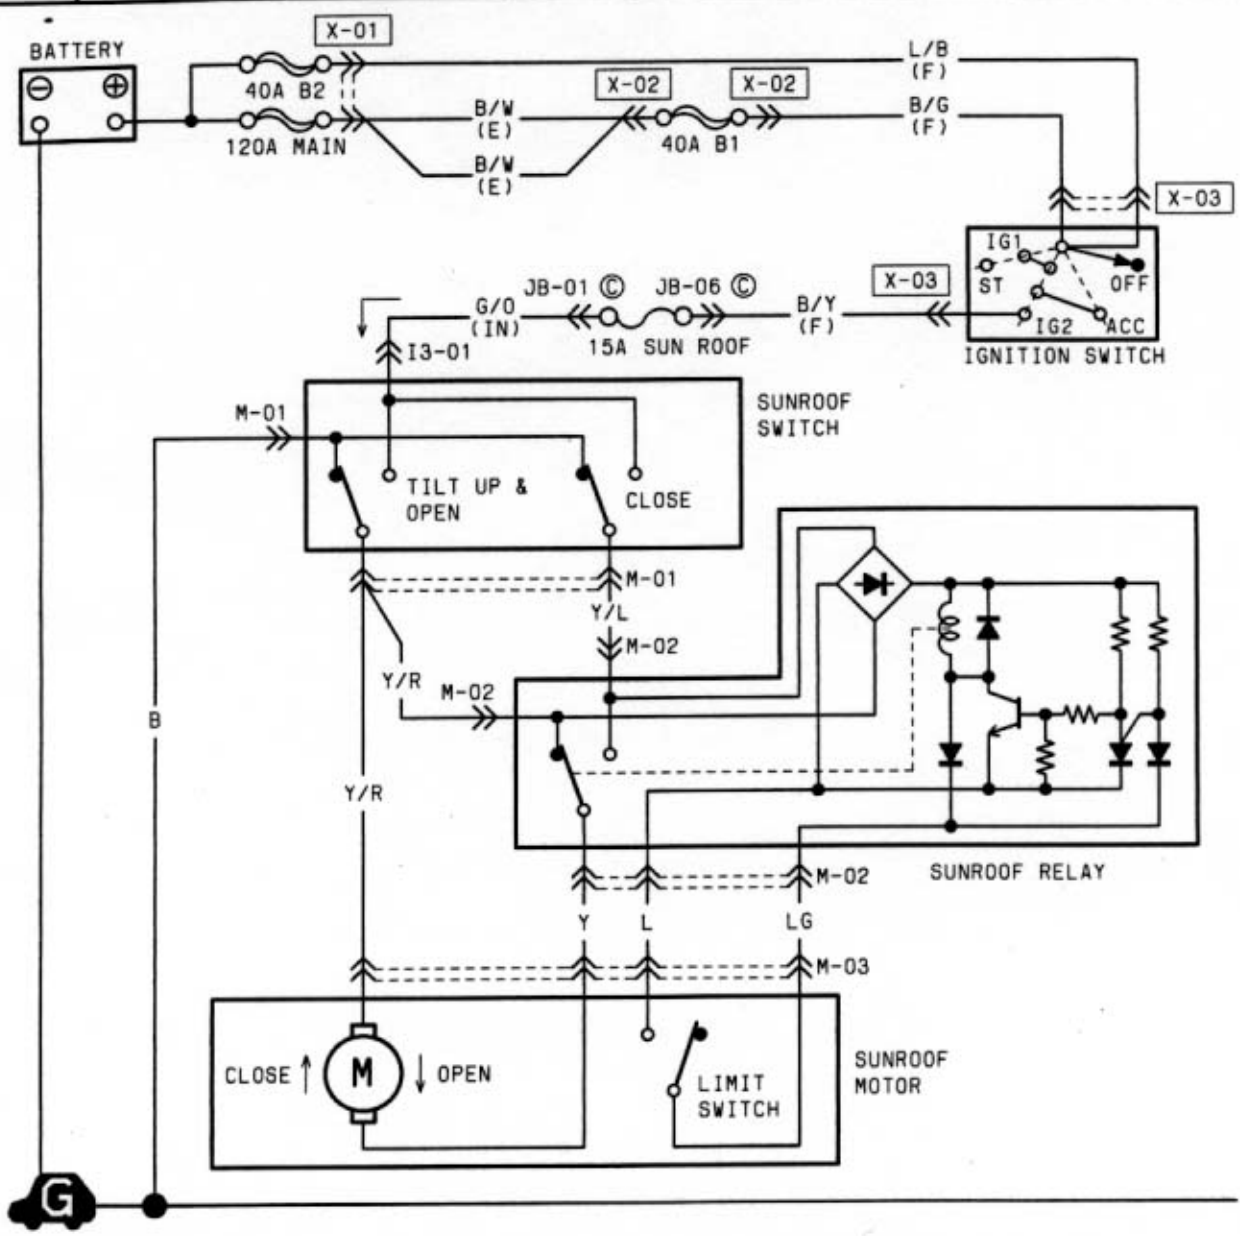 X-01
BATTERY
L/B
(F)
40A B2
X-02
X-02
B/W
(E)
B/G
(F)
120A MAIN
40A B1
B/W
(E)
X-03
IG1
ST
OFF
X-03
JB-01 Ⓒ
JB-06 Ⓒ
G/O
(IN)
B/Y
(F)
IG2
ACC
15A SUN ROOF
IGNITION SWITCH
I3-01
M-01
SUNROOF
SWITCH
TILT UP &
OPEN
CLOSE
M-01
Y/L
M-02
Y/R
M-02
B
Y/R
M-02
SUNROOF RELAY
Y
L
LG
M-03
CLOSE
M
OPEN
LIMIT
SWITCH
SUNROOF
MOTOR
G